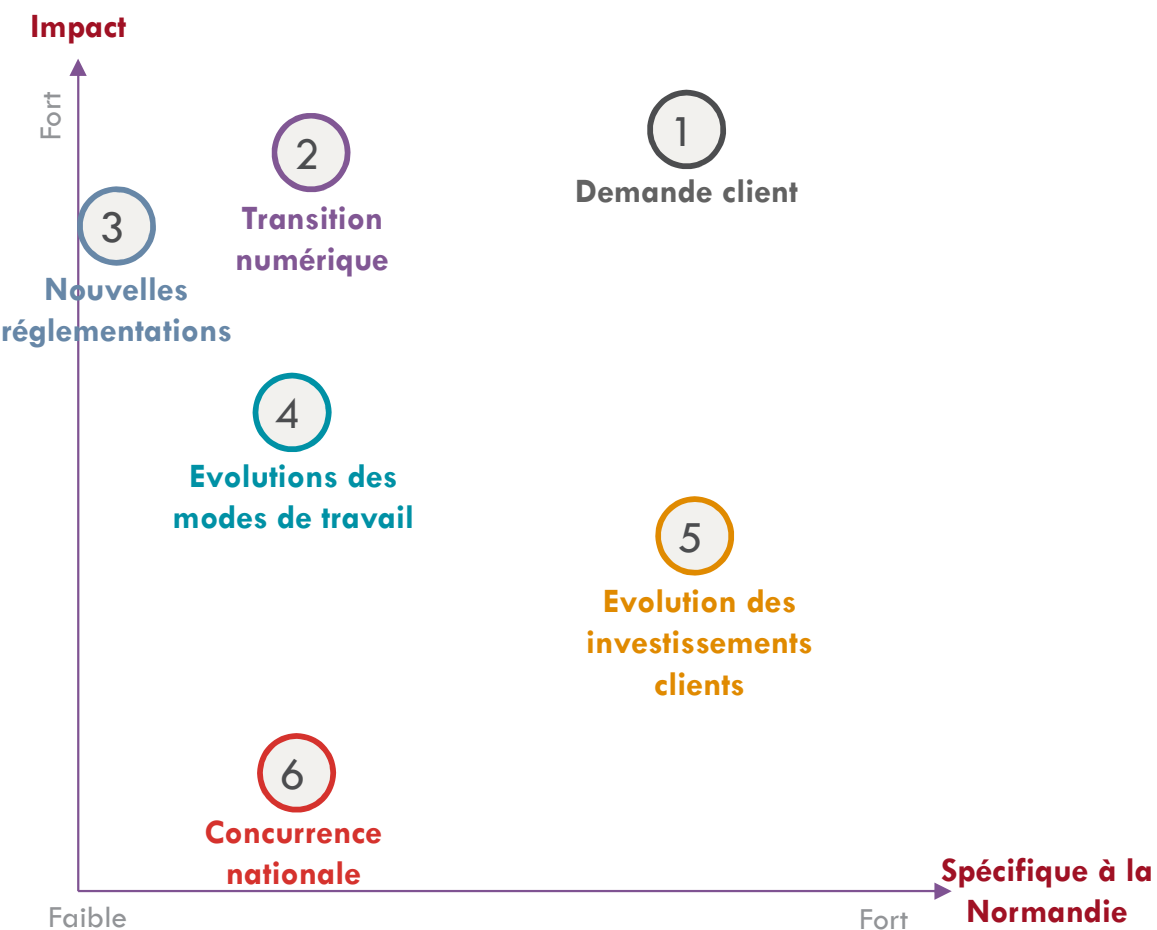 Impact
Fort
1
Demande client
2
Transition
numérique
3
Nouvelles
réglementations
4
Evolutions des
modes de travail
5
Evolution des
investissements
clients
6
Concurrence
nationale
Spécifique à la
Normandie
Faible
Fort